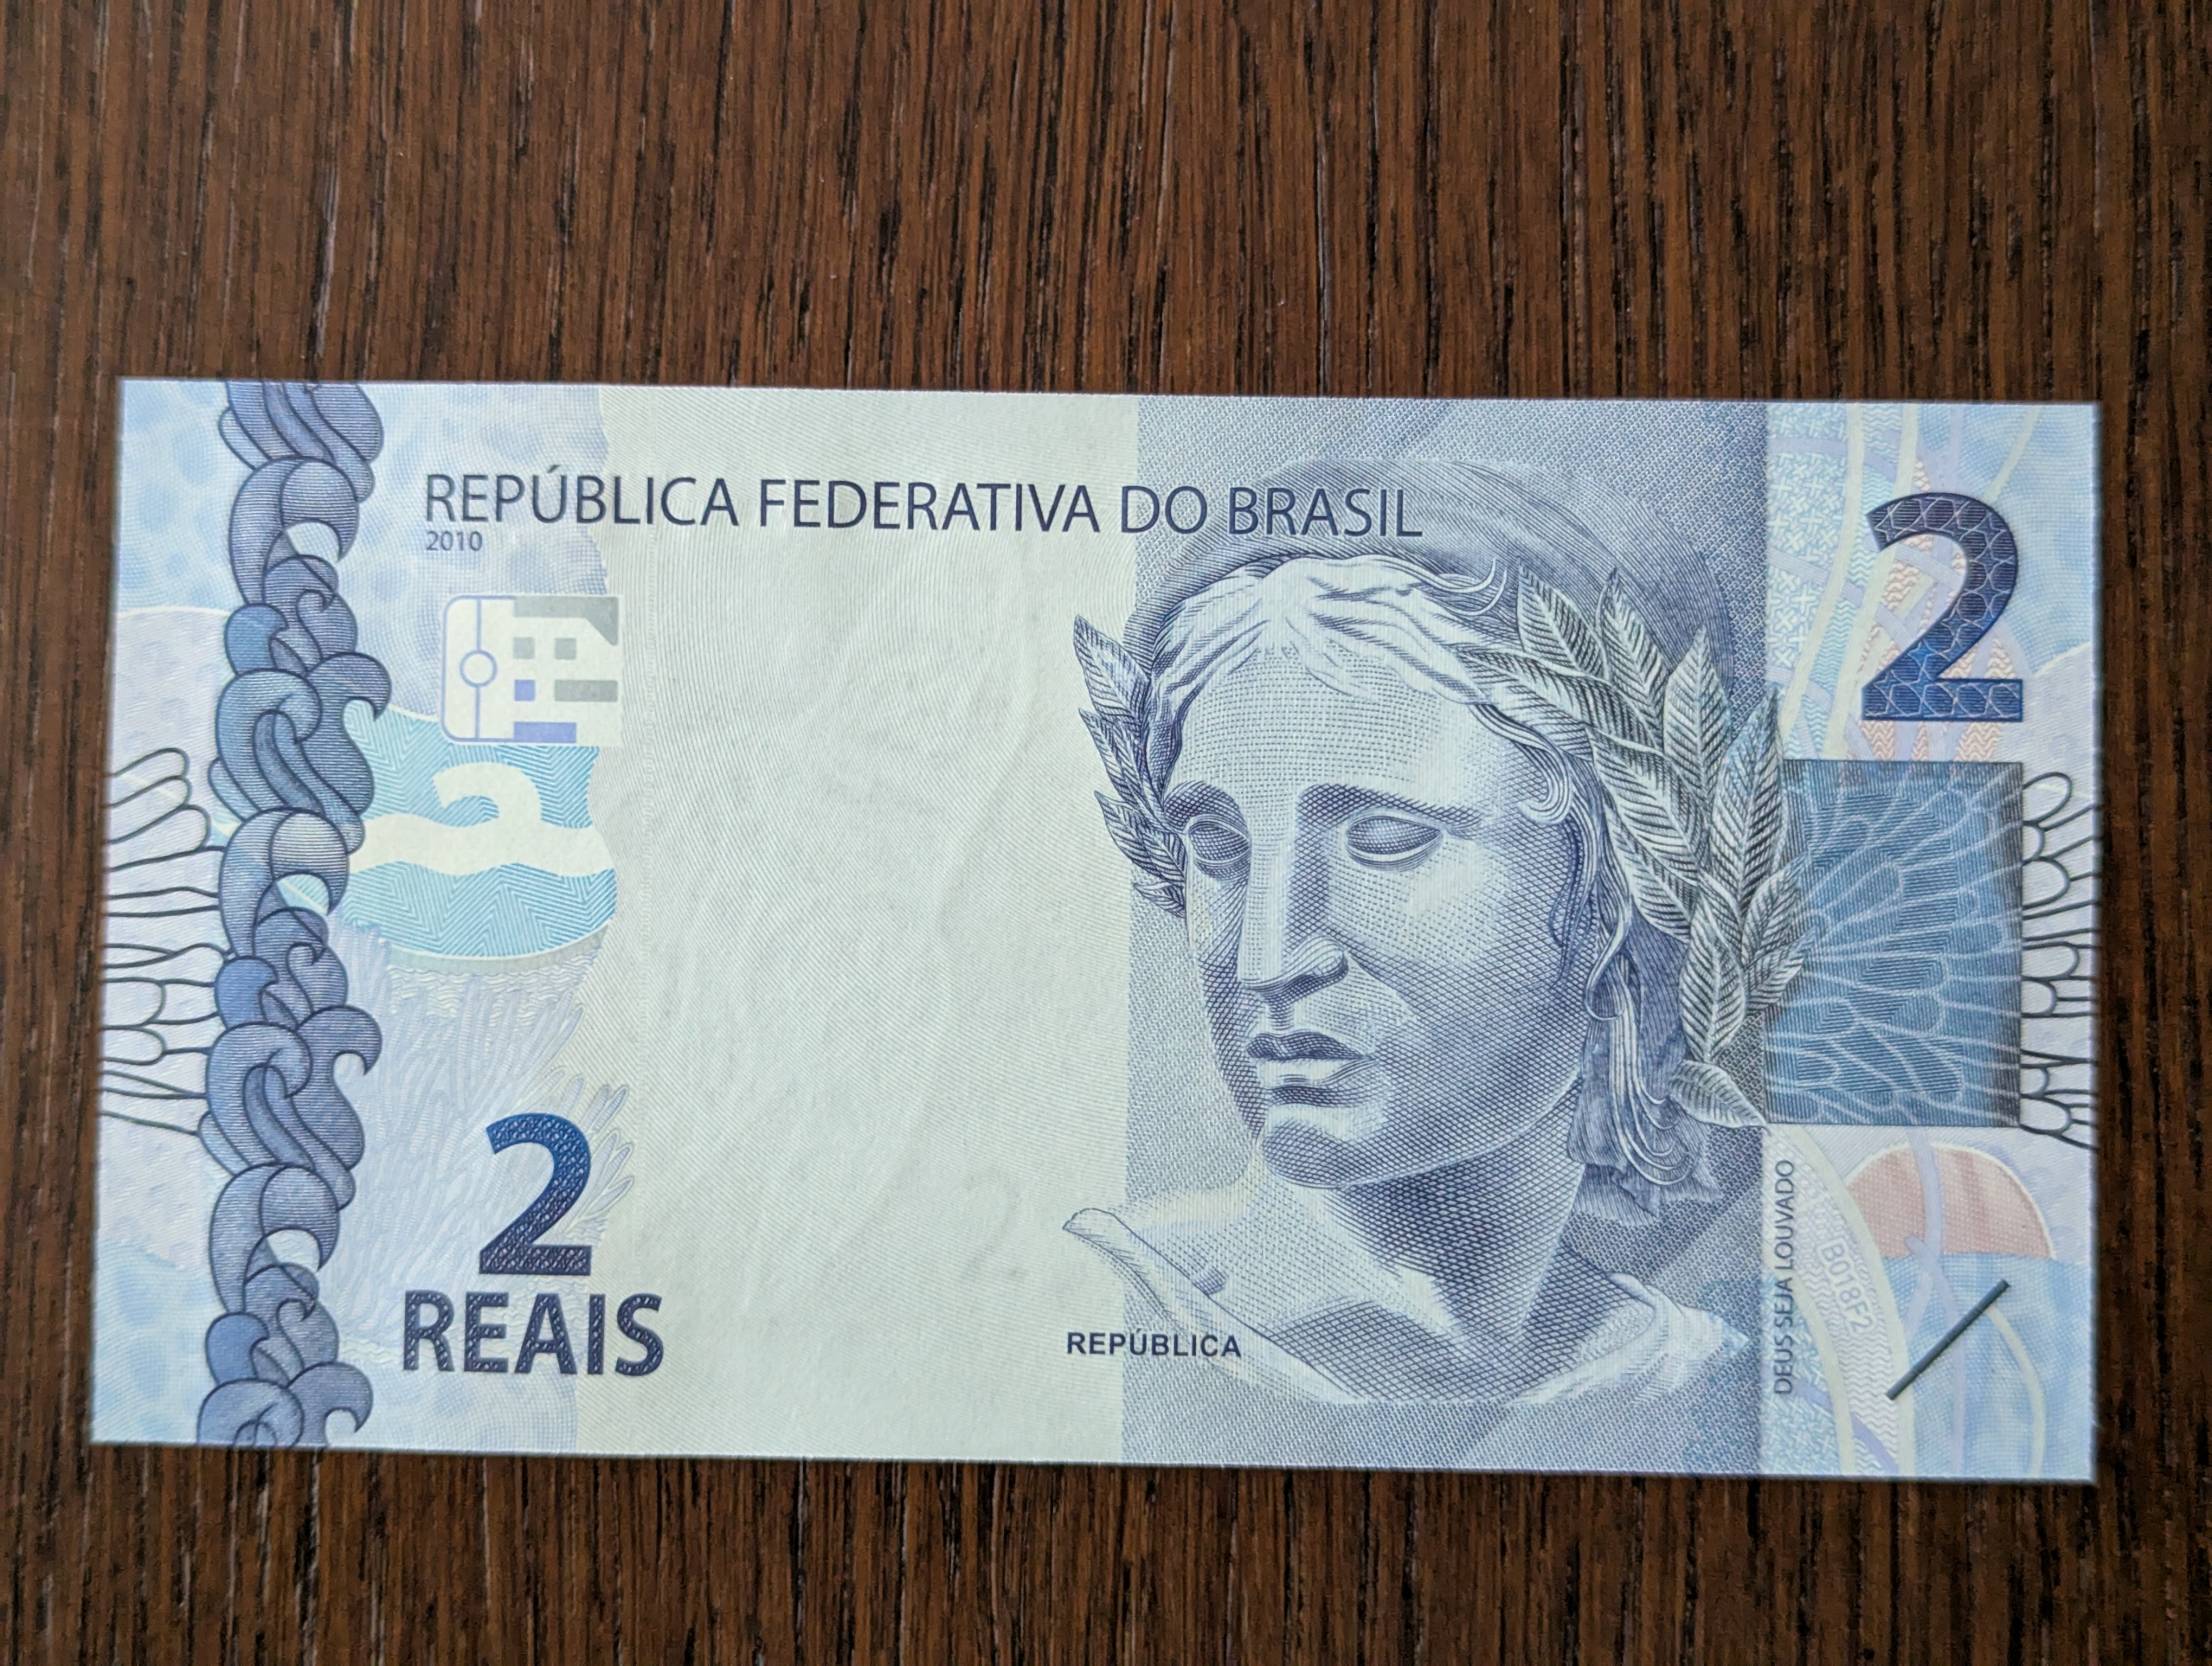 REPÚBLICA FEDERATIVA DO BRASIL
2010
2
2
REAIS
REPÚBLICA
DEUS SEJA LOUVADO
B018F2